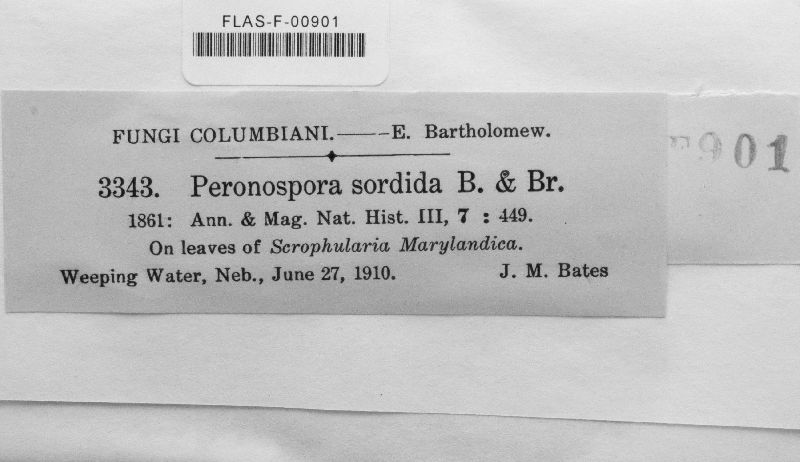 FLAS-F-00901
FUNGI COLUMBIANI.——E. Bartholomew.
3343. Peronospora sordida B. & Br.
1861: Ann. & Mag. Nat. Hist. III, 7 : 449.
On leaves of Scrophularia Marylandica.
Weeping Water, Neb., June 27, 1910. J. M. Bates
901